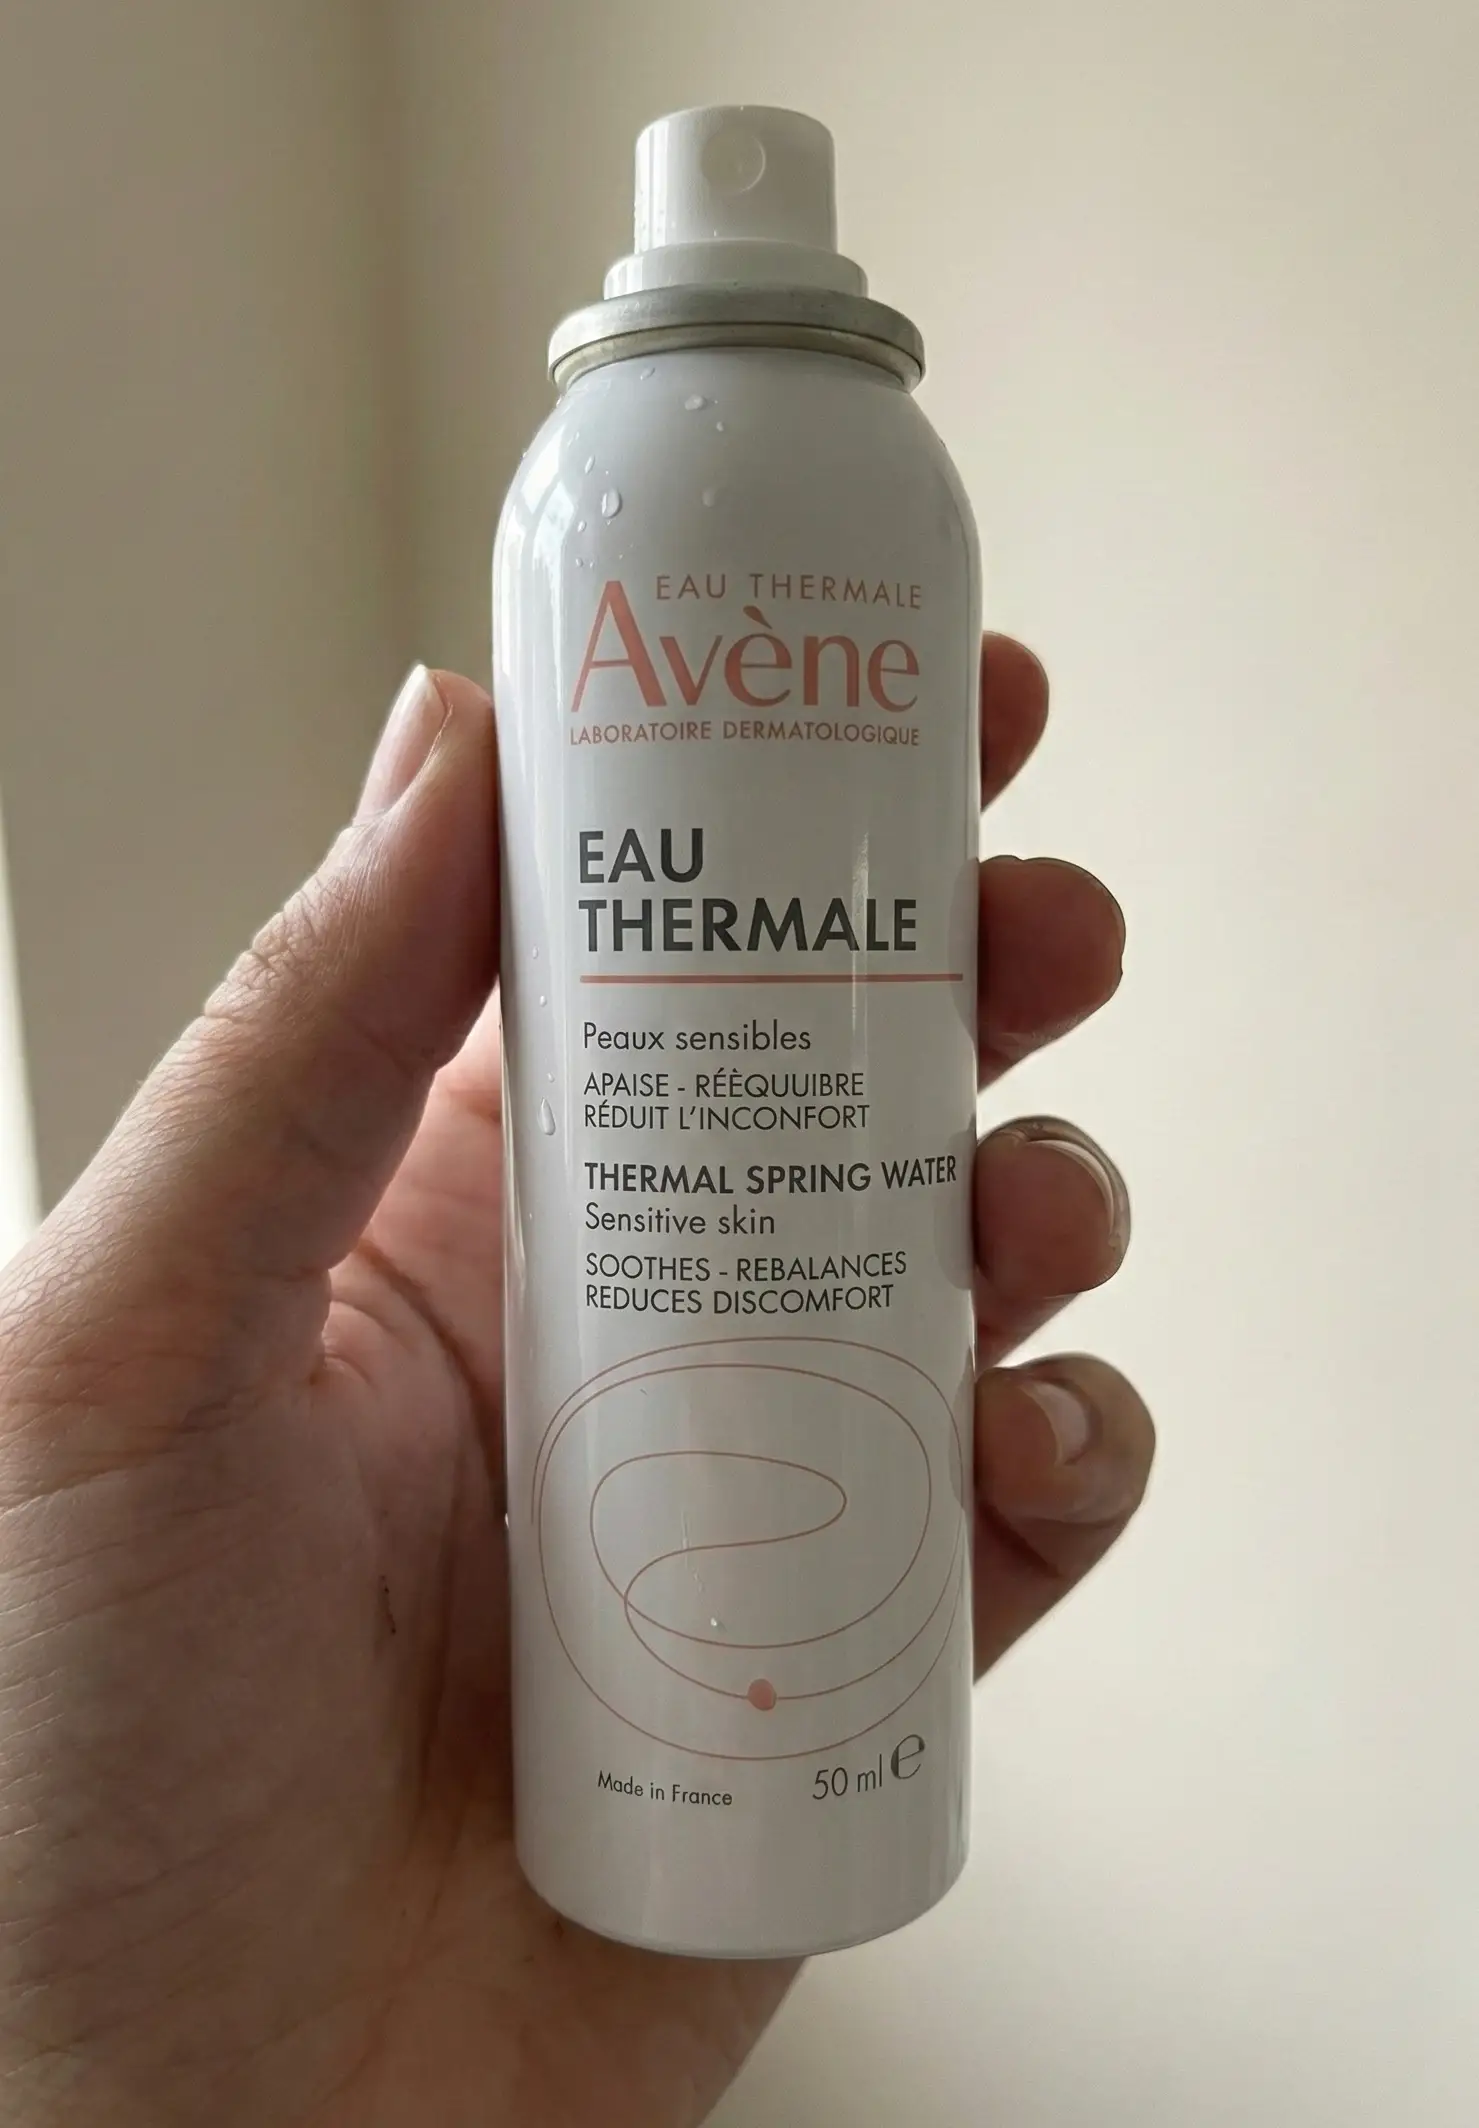 EAU THERMALE
Avène
LABORATOIRE DERMATOLOGIQUE
EAU
THERMALE
Peaux sensibles
APAISE - RÉÈQUUIBRE
RÉDUIT L'INCONFORT
THERMAL SPRING WATER
Sensitive skin
SOOTHES - REBALANCES
REDUCES DISCOMFORT
Made in France
50 ml e